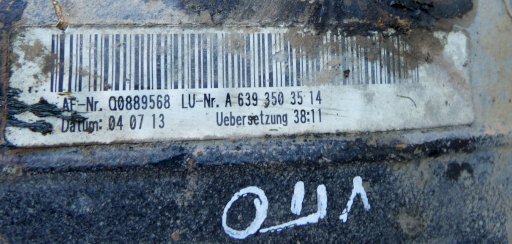 AF-Nr. Q0889568 LU-Nr. A 639 350 35 14
Datum: 04 07 13 Uebersetzung 38:11